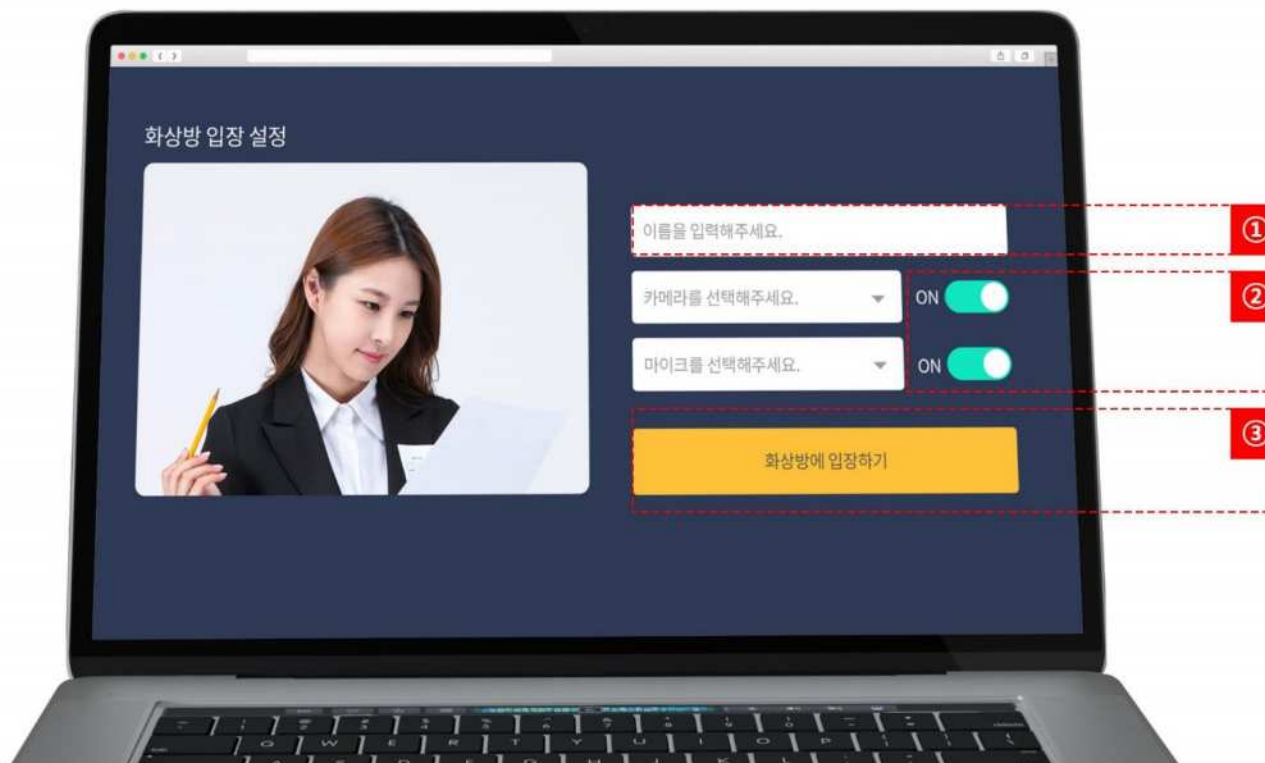 화상방 입장 설정
이름을 입력해주세요.
①
카메라를 선택해주세요.
ON
②
마이크를 선택해주세요.
ON
화상방에 입장하기
③